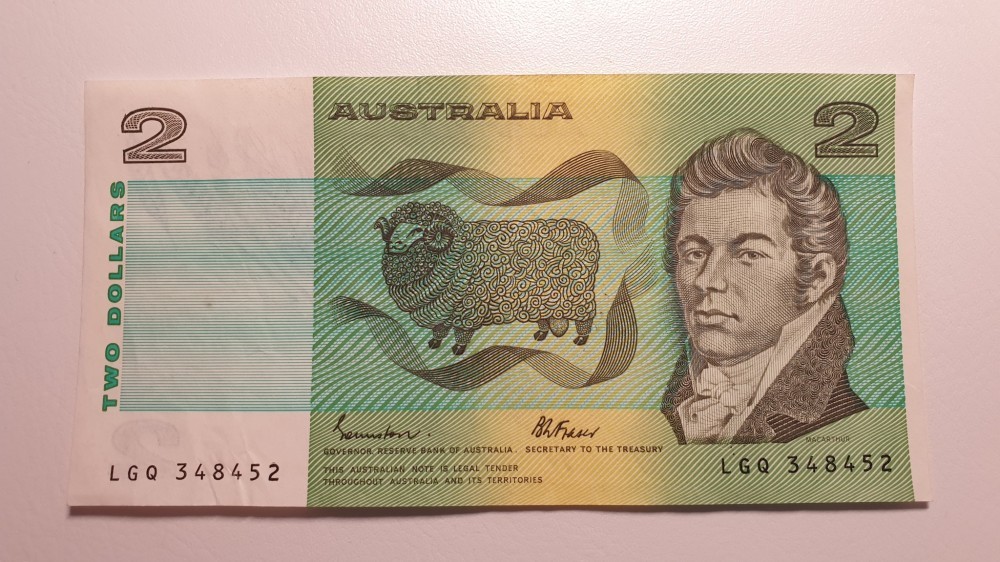 AUSTRALIA
2
2
TWO DOLLARS
MACARTHUR
GOVERNOR, RESERVE BANK OF AUSTRALIA. SECRETARY TO THE TREASURY
THIS AUSTRALIAN NOTE IS LEGAL TENDER
THROUGHOUT AUSTRALIA AND ITS TERRITORIES
LGQ 348452
LGQ 348452